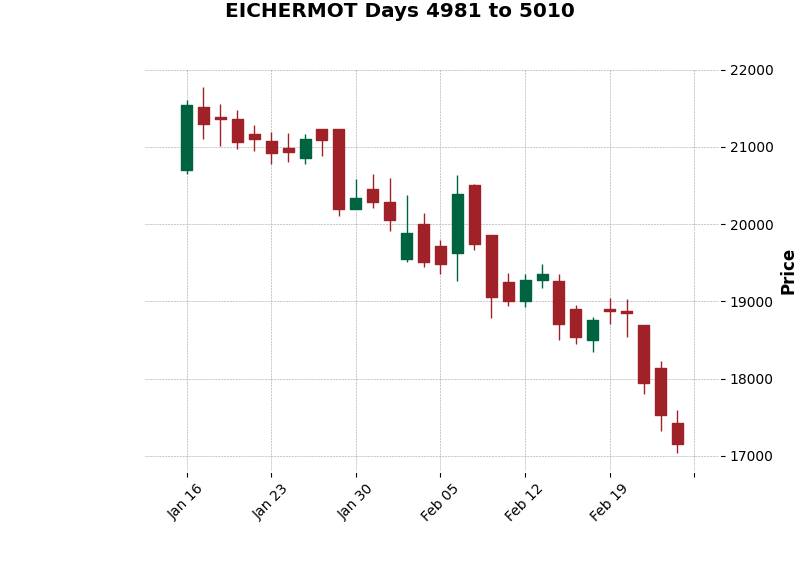 EICHERMOT Days 4981 to 5010
22000
21000
20000
19000
18000
17000
Price
Jan 16
Jan 23
Jan 30
Feb 05
Feb 12
Feb 19